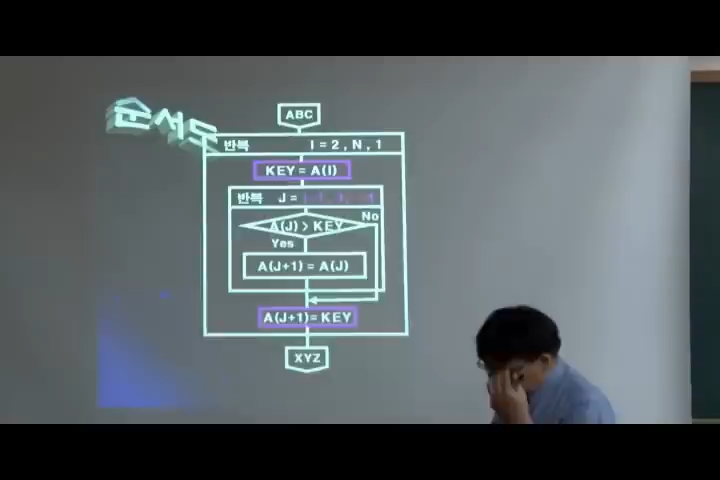 순서도
ABC
반복 I = 2 , N , 1
KEY = A(I)
반복 J =
No
A(J) > KEY
Yes
A(J+1) = A(J)
A(J+1)= KEY
XYZ